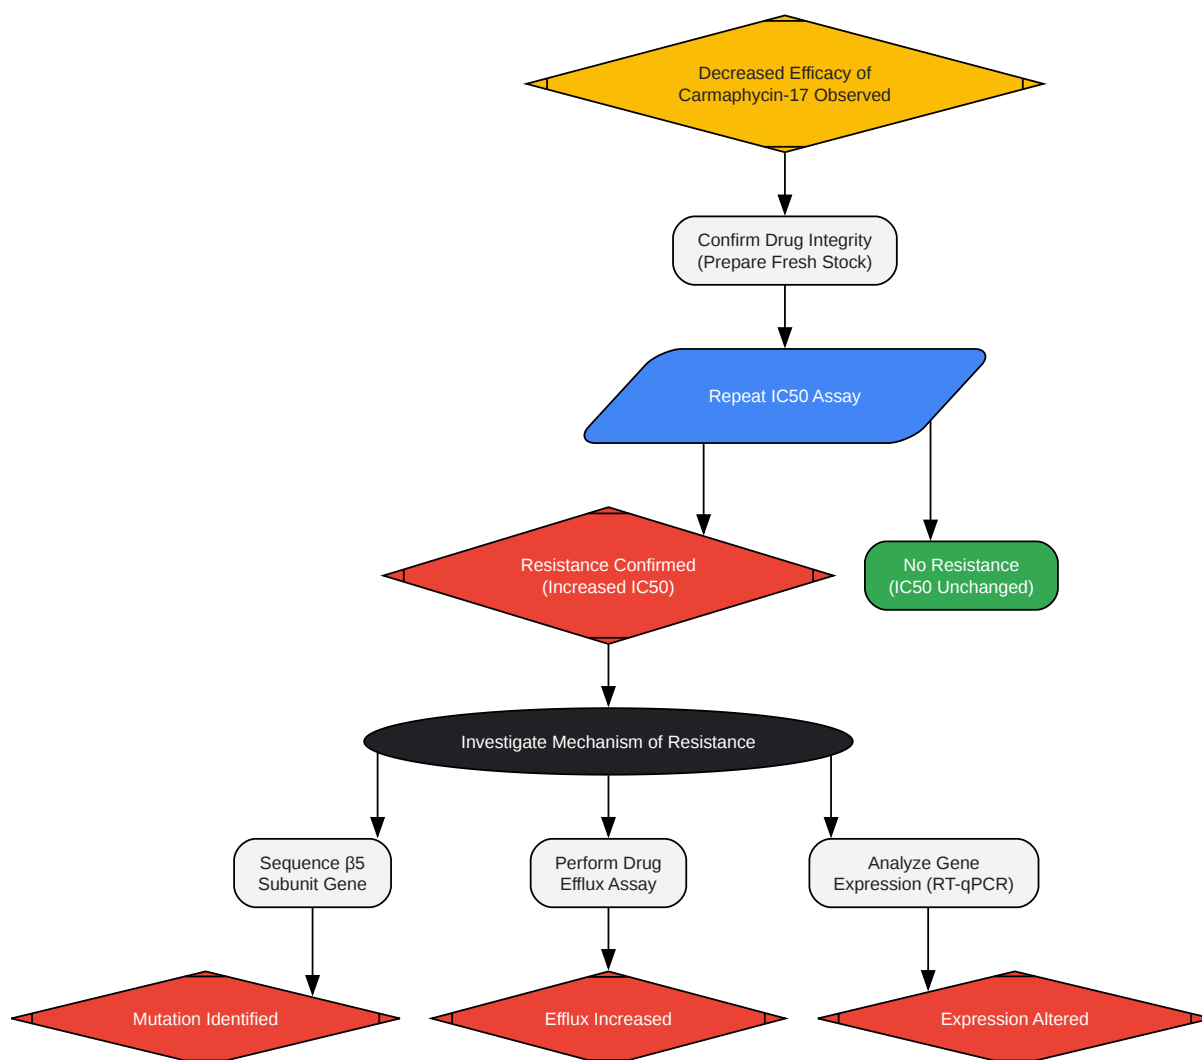 Decreased Efficacy of
Carmaphycin-17 Observed
Confirm Drug Integrity
(Prepare Fresh Stock)
Repeat IC50 Assay
Resistance Confirmed
(Increased IC50)
No Resistance
(IC50 Unchanged)
Investigate Mechanism of Resistance
Sequence β5
Subunit Gene
Perform Drug
Efflux Assay
Analyze Gene
Expression (RT-qPCR)
Mutation Identified
Efflux Increased
Expression Altered